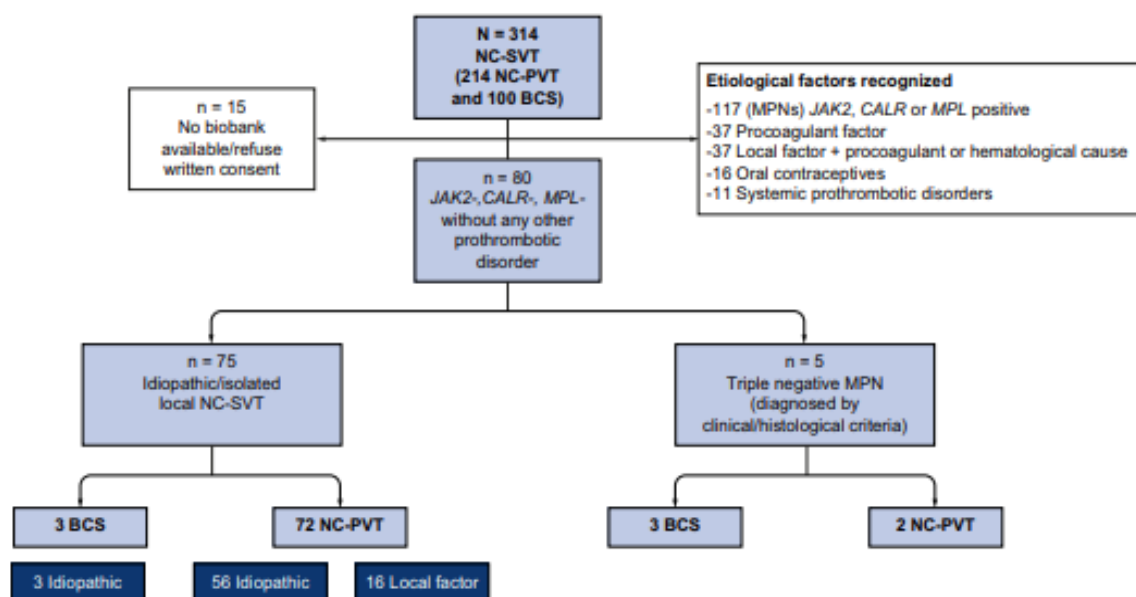 N = 314
NC-SVT
(214 NC-PVT
and 100 BCS)
n = 15
No biobank
available/refuse
written consent
Etiological factors recognized
-117 (MPNs) JAK2, CALR or MPL positive
-37 Procoagulant factor
-37 Local factor + procoagulant or hematological cause
-16 Oral contraceptives
-11 Systemic prothrombotic disorders
n = 80
JAK2-,CALR-, MPL-
without any other
prothrombotic
disorder
n = 75
Idiopathic/isolated
local NC-SVT
n = 5
Triple negative MPN
(diagnosed by
clinical/histological criteria)
3 BCS
72 NC-PVT
3 BCS
2 NC-PVT
3 Idiopathic
56 Idiopathic
16 Local factor